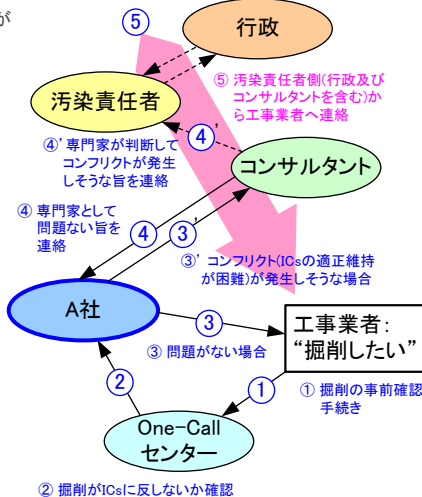 が
⑤
行政
汚染責任者
⑤ 汚染責任者側(行政及び
コンサルタントを含む)か
ら工事業者へ連絡
④'
④’専門家が判断して
コンフリクトが発生
しそうな旨を連絡
コンサルタント
④ 専門家として
問題ない旨を
連絡
④
③'
③’ コンフリクト(ICsの適正維持
が困難)が発生しそうな場合
A社
③
③ 問題がない場合
工事業者:
“掘削したい”
②
①
① 掘削の事前確認
手続き
One-Call
センター
② 掘削がICsに反しないか確認